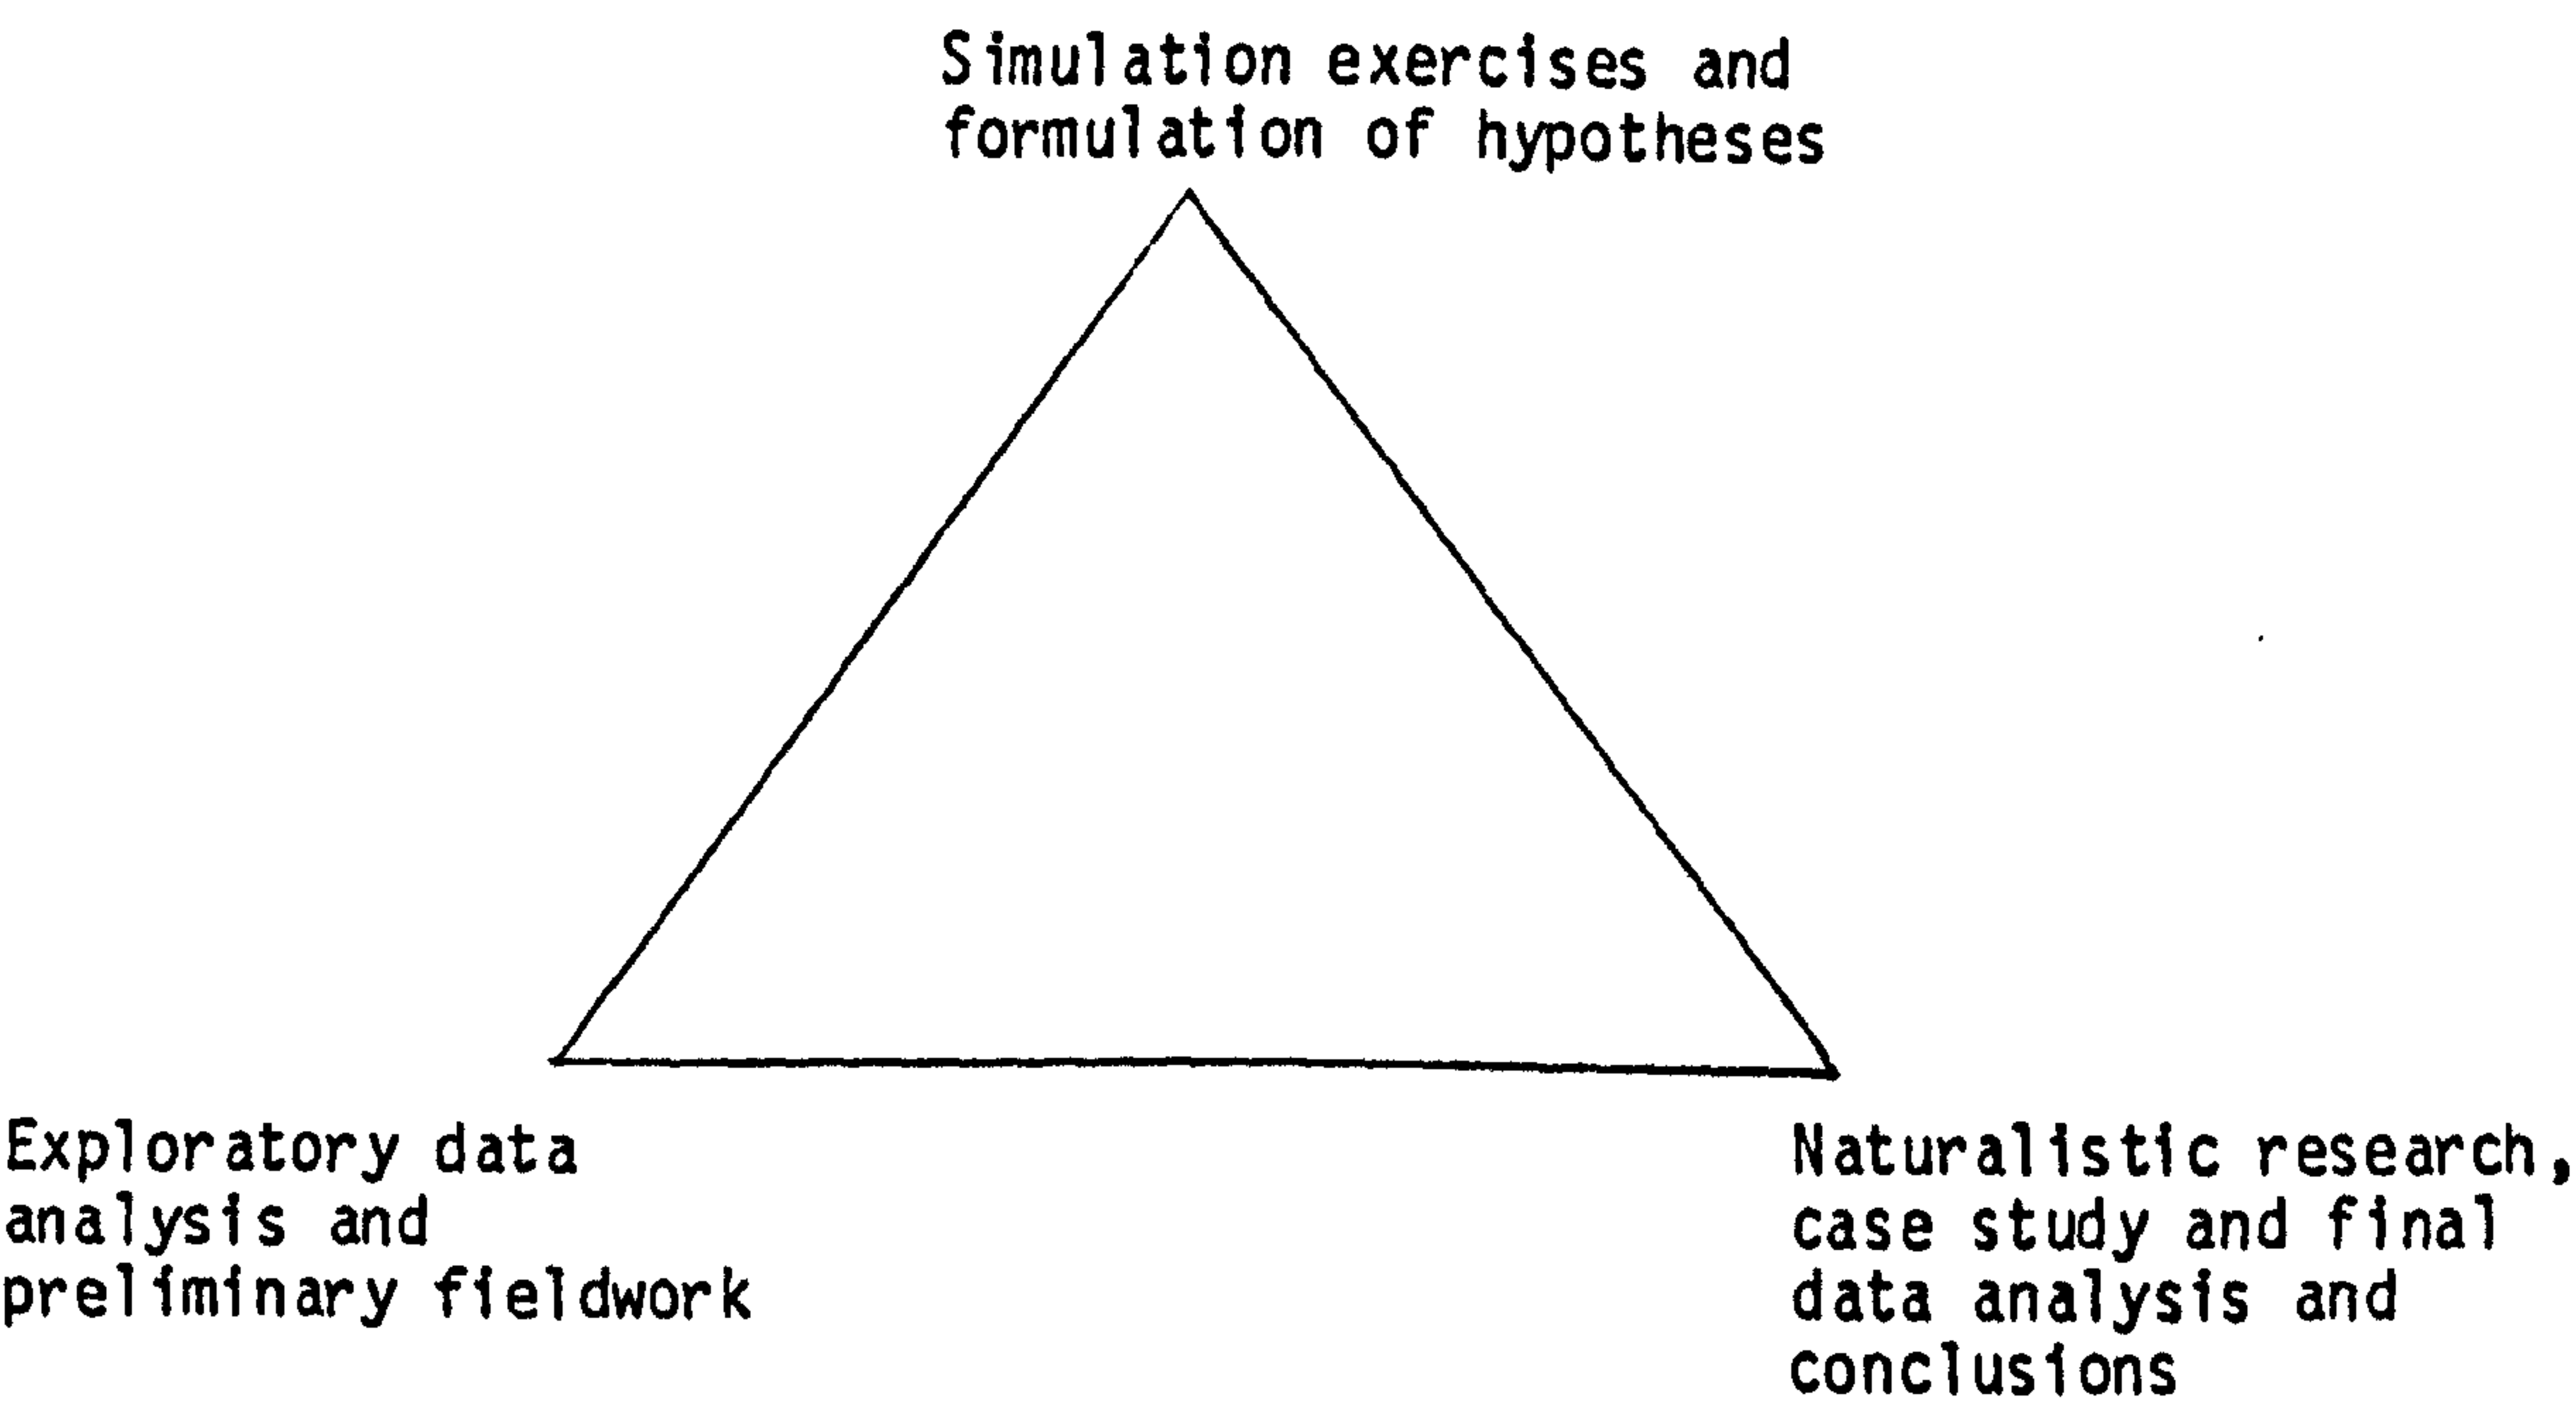 Simulation exercises and
formulation of hypotheses
Exploratory data
analysis and
preliminary fieldwork
Naturalistic research,
case study and final
data analysis and
conclusions